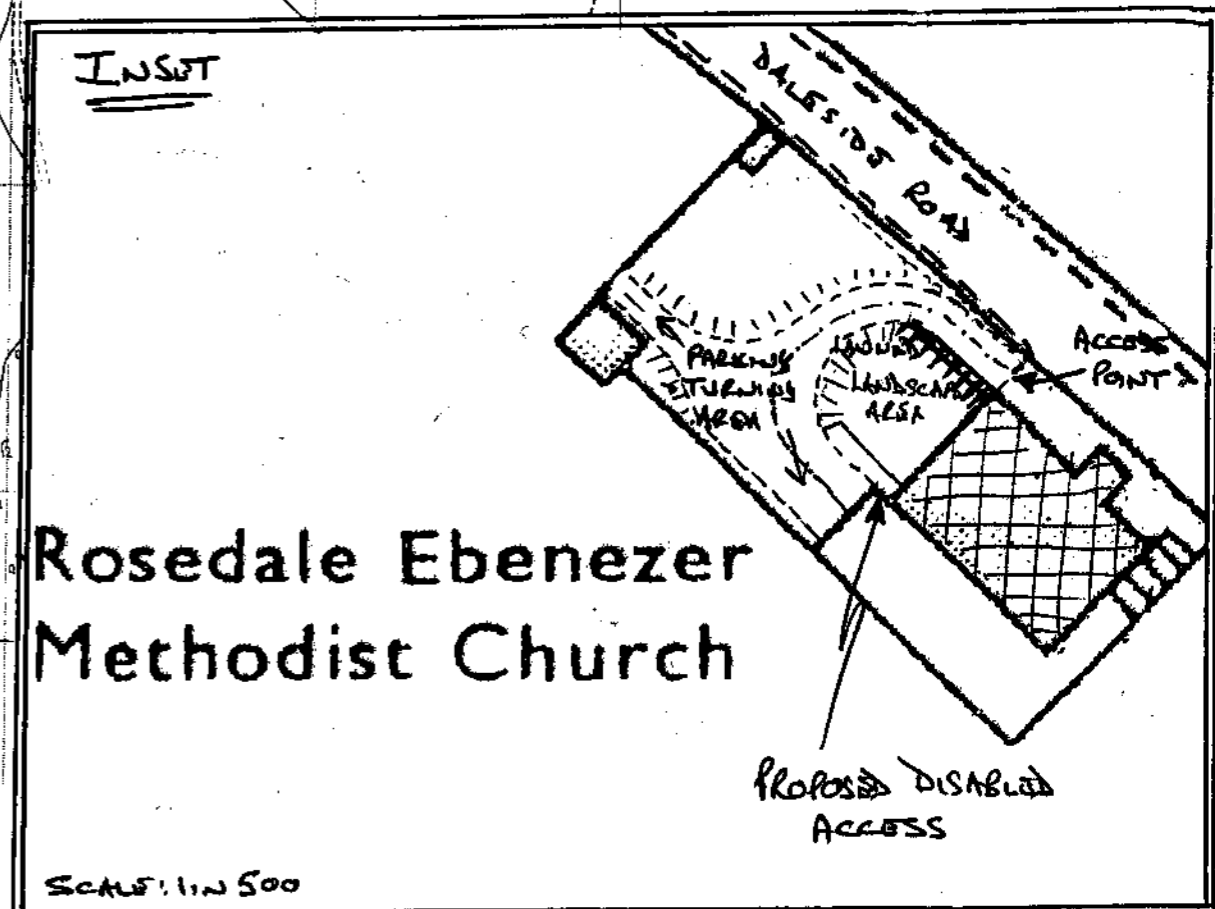 INSET
DALESIDE ROAD
ACCESS
POINT
PARKING
& TURNING
AREA
LANDSCAPED
AREA
Rosedale Ebenezer
Methodist Church
PROPOSED DISABLED
ACCESS
SCALE: 1 IN 500